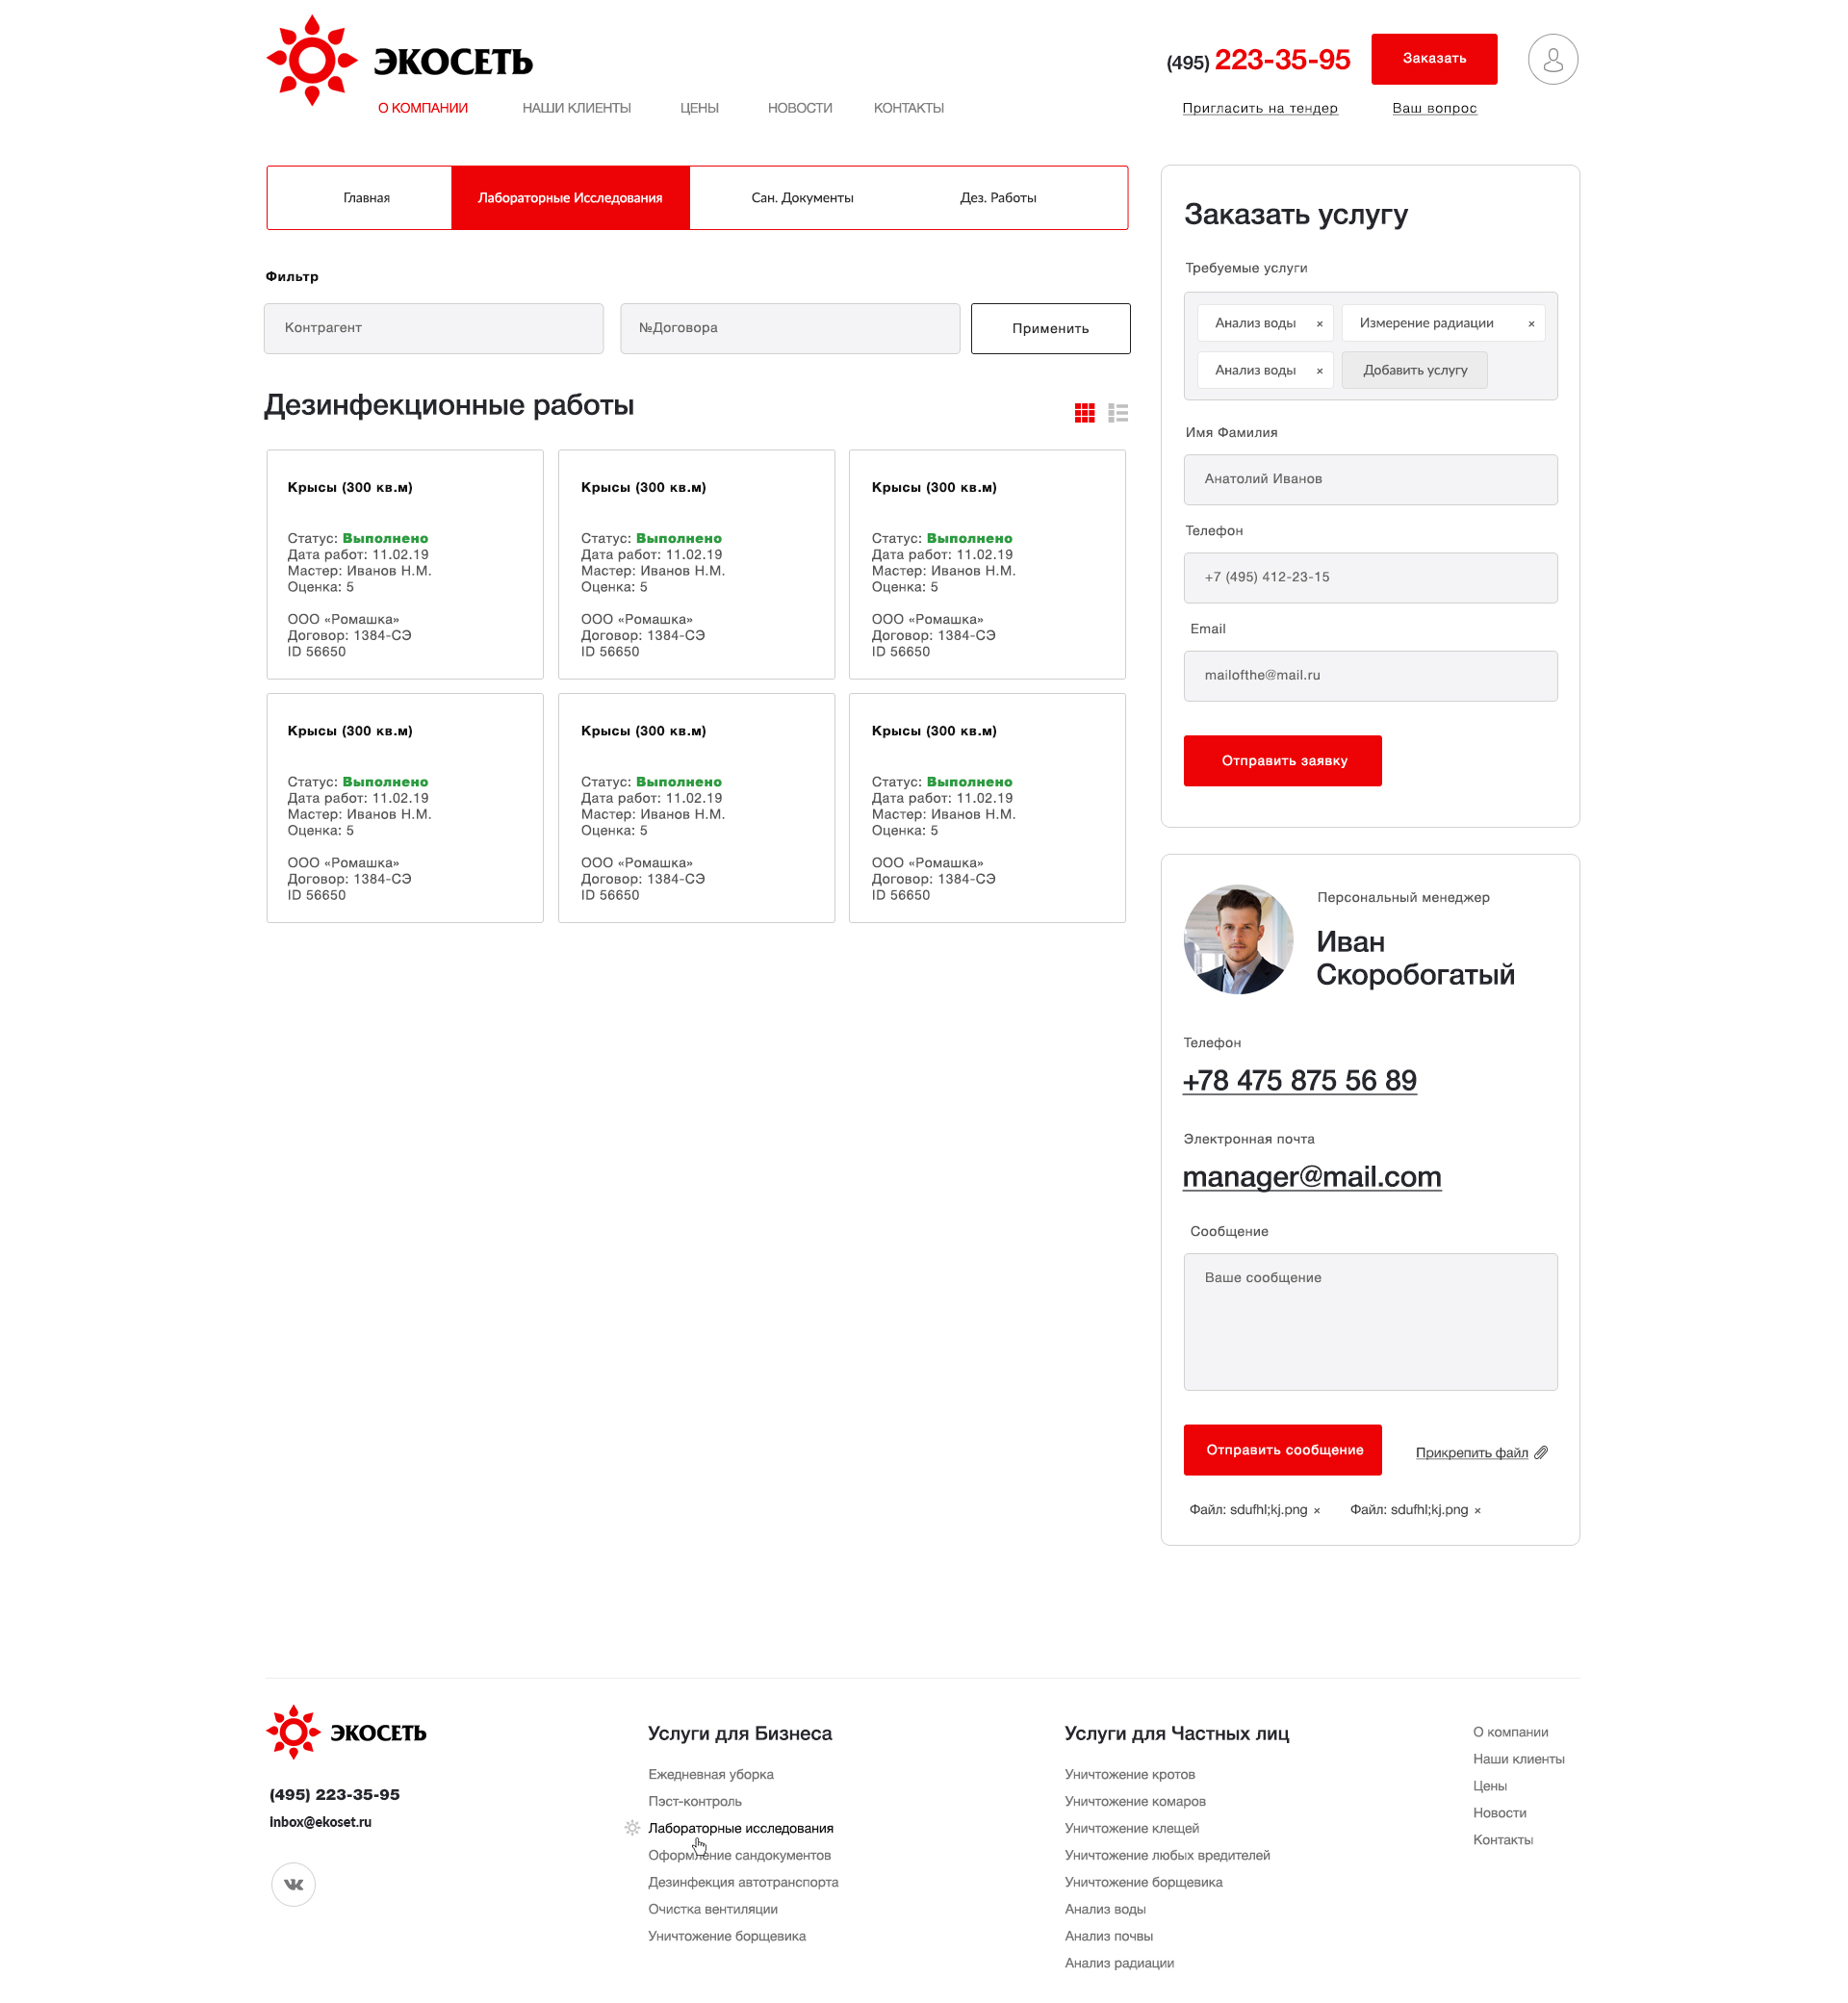 ЭКОСЕТЬ
(495) 223-35-95
Заказать
О КОМПАНИИ НАШИ КЛИЕНТЫ ЦЕНЫ НОВОСТИ КОНТАКТЫ
Пригласить на тендер Ваш вопрос
Главная Лабораторные Исследования Сан. Документы Дез. Работы
Фильтр
Контрагент №Договора Применить
Дезинфекционные работы
Крысы (300 кв.м)
Статус: Выполнено
Дата работ: 11.02.19
Мастер: Иванов Н.М.
Оценка: 5
ООО «Ромашка»
Договор: 1384-СЭ
ID 56650
Крысы (300 кв.м)
Статус: Выполнено
Дата работ: 11.02.19
Мастер: Иванов Н.М.
Оценка: 5
ООО «Ромашка»
Договор: 1384-СЭ
ID 56650
Крысы (300 кв.м)
Статус: Выполнено
Дата работ: 11.02.19
Мастер: Иванов Н.М.
Оценка: 5
ООО «Ромашка»
Договор: 1384-СЭ
ID 56650
Крысы (300 кв.м)
Статус: Выполнено
Дата работ: 11.02.19
Мастер: Иванов Н.М.
Оценка: 5
ООО «Ромашка»
Договор: 1384-СЭ
ID 56650
Крысы (300 кв.м)
Статус: Выполнено
Дата работ: 11.02.19
Мастер: Иванов Н.М.
Оценка: 5
ООО «Ромашка»
Договор: 1384-СЭ
ID 56650
Крысы (300 кв.м)
Статус: Выполнено
Дата работ: 11.02.19
Мастер: Иванов Н.М.
Оценка: 5
ООО «Ромашка»
Договор: 1384-СЭ
ID 56650
Заказать услугу
Требуемые услуги
Анализ воды × Измерение радиации ×
Анализ воды × Добавить услугу
Имя Фамилия
Анатолий Иванов
Телефон
+7 (495) 412-23-15
Email
mailofthe@mail.ru
Отправить заявку
Персональный менеджер
Иван
Скоробогатый
Телефон
+78 475 875 56 89
Электронная почта
manager@mail.com
Сообщение
Ваше сообщение
Отправить сообщение Прикрепить файл
Файл: sdufhl;kj.png × Файл: sdufhl;kj.png ×
ЭКОСЕТЬ
(495) 223-35-95
inbox@ekoset.ru
Услуги для Бизнеса
Ежедневная уборка
Пэст-контроль
Лабораторные исследования
Оформление сандокументов
Дезинфекция автотранспорта
Очистка вентиляции
Уничтожение борщевика
Услуги для Частных лиц
Уничтожение кротов
Уничтожение комаров
Уничтожение клещей
Уничтожение любых вредителей
Уничтожение борщевика
Анализ воды
Анализ почвы
Анализ радиации
О компании
Наши клиенты
Цены
Новости
Контакты